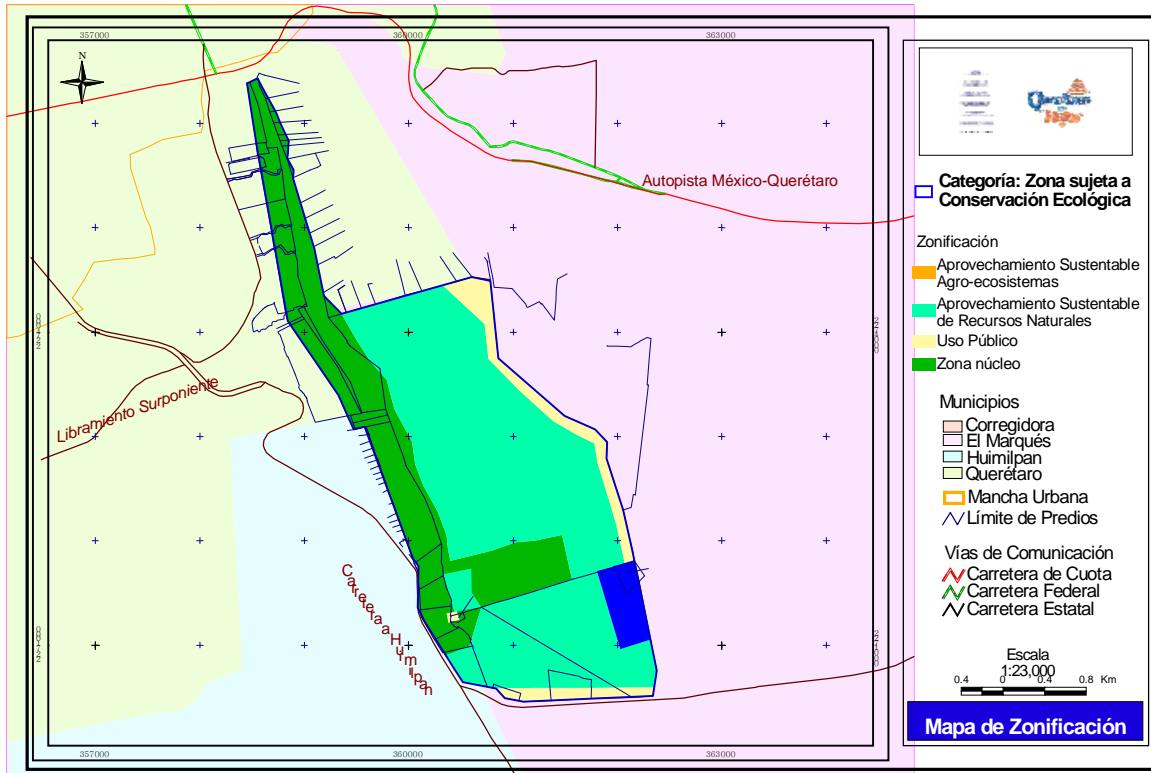 357000
360000
363000
N
Autopista México-Querétaro
Libramiento Surponiente
Carretera a Humilpan
357000
360000
363000
Categoría: Zona sujeta a
Conservación Ecológica
Zonificación
Aprovechamiento Sustentable
Agro-ecosistemas
Aprovechamiento Sustentable
de Recursos Naturales
Uso Público
Zona núcleo
Municipios
Corregidora
El Marqués
Huimilpan
Querétaro
Mancha Urbana
Límite de Predios
Vías de Comunicación
Carretera de Cuota
Carretera Federal
Carretera Estatal
Escala
1:23,000
0.4 0 0.4 0.8 Km
Mapa de Zonificación